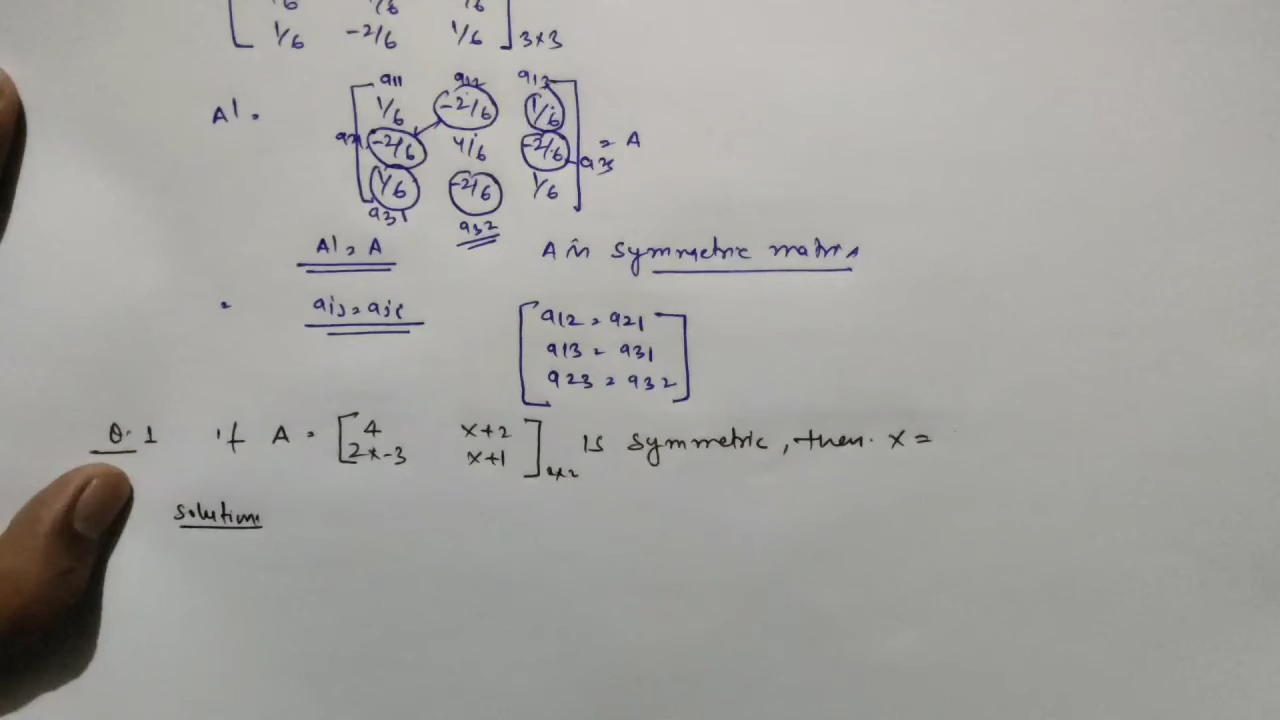 1/6 -2/6 1/6 3×3
a11 a12 a13
A' = 1/6 -2/6 1/6
a21 -2/6 4/6 -2/6 a23 = A
1/6 -2/6 1/6
a31 a32
A' = A A is symmetric matrix
aij = aji
a12 = a21
a13 = a31
a23 = a32
Q.1 if A = [4 x+2
2x-3 x+1] 2×2 is symmetric, then x =
Solution